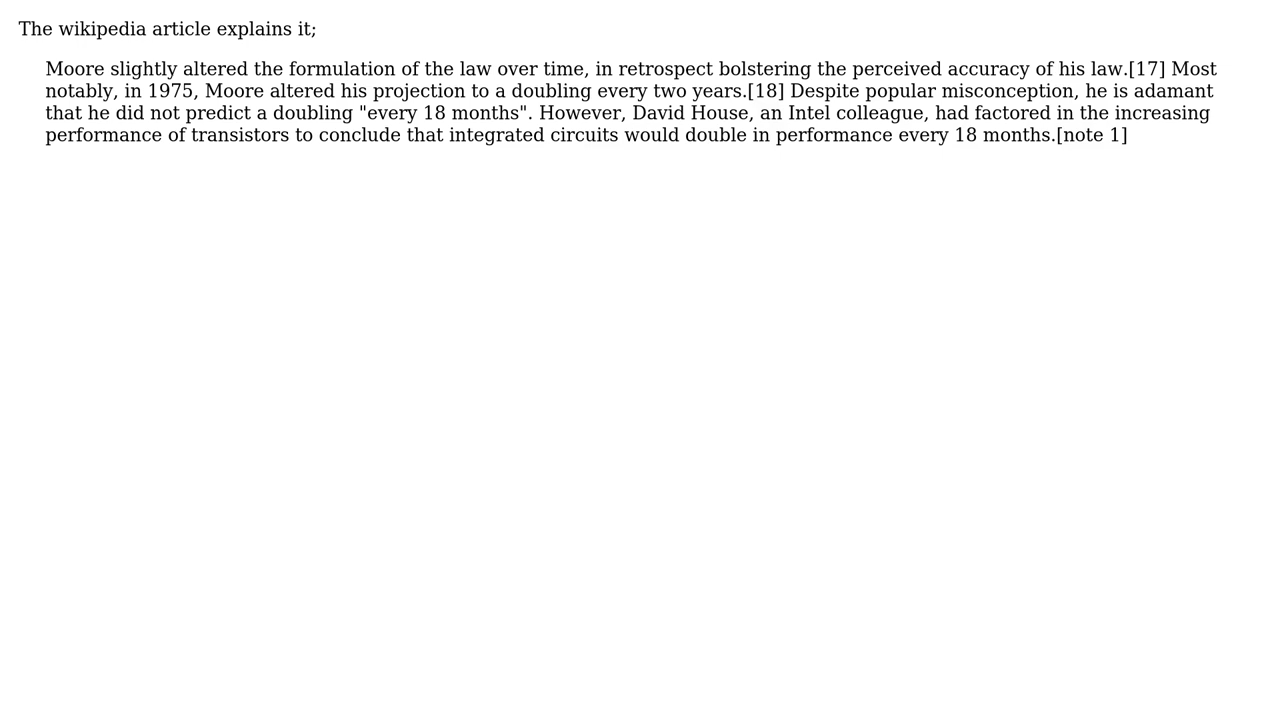 The wikipedia article explains it;
Moore slightly altered the formulation of the law over time, in retrospect bolstering the perceived accuracy of his law.[17] Most
notably, in 1975, Moore altered his projection to a doubling every two years.[18] Despite popular misconception, he is adamant
that he did not predict a doubling "every 18 months". However, David House, an Intel colleague, had factored in the increasing
performance of transistors to conclude that integrated circuits would double in performance every 18 months.[note 1]